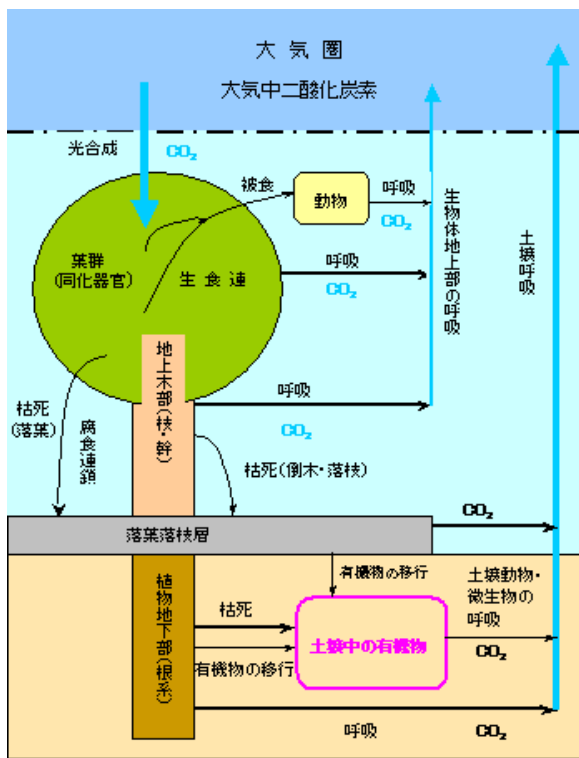 大気圏
大気中二酸化炭素
光合成
CO₂
被食
動物
呼吸
CO₂
葉群
(同化器官)
生食連
呼吸
CO₂
生物体地上部の呼吸
土壌呼吸
地上木部(枝・幹)
呼吸
CO₂
枯死
(落葉)
腐食連鎖
枯死(倒木・落枝)
落葉落枝層
CO₂
有機物の移行
土壌動物・
微生物の
呼吸
植物地下部(根系)
枯死
有機物の移行
土壌中の有機物
CO₂
呼吸
CO₂